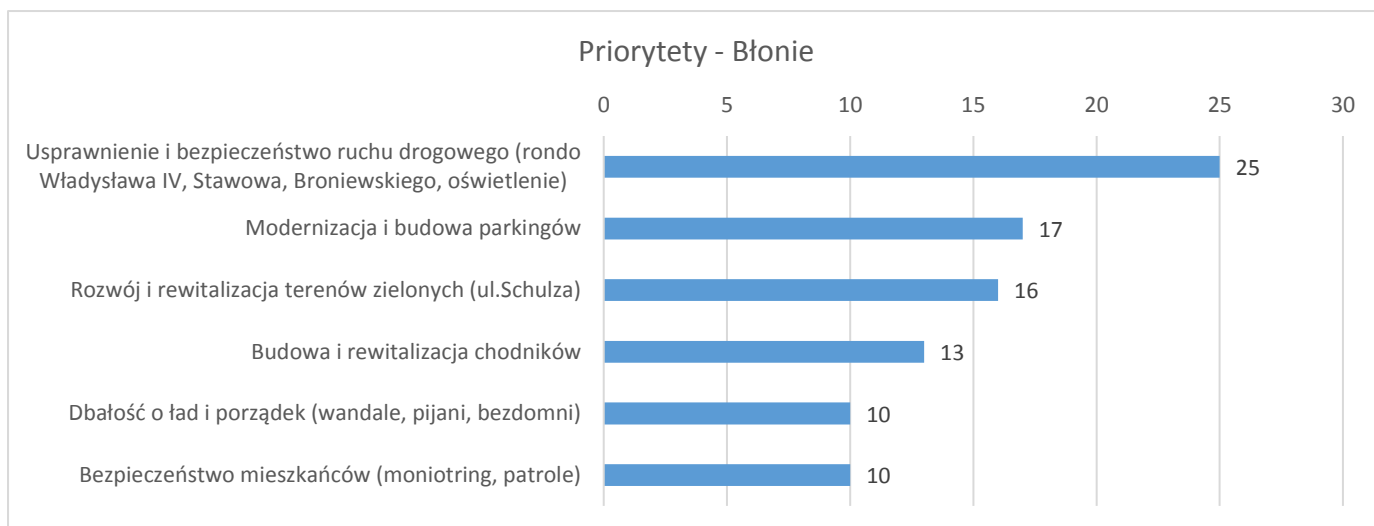 Priorytety - Błonie
0 5 10 15 20 25 30
Usprawnienie i bezpieczeństwo ruchu drogowego (rondo
Władysława IV, Stawowa, Broniewskiego, oświetlenie)
25
Modernizacja i budowa parkingów
17
Rozwój i rewitalizacja terenów zielonych (ul.Schulza)
16
Budowa i rewitalizacja chodników
13
Dbałość o ład i porządek (wandale, pijani, bezdomni)
10
Bezpieczeństwo mieszkańców (moniotring, patrole)
10